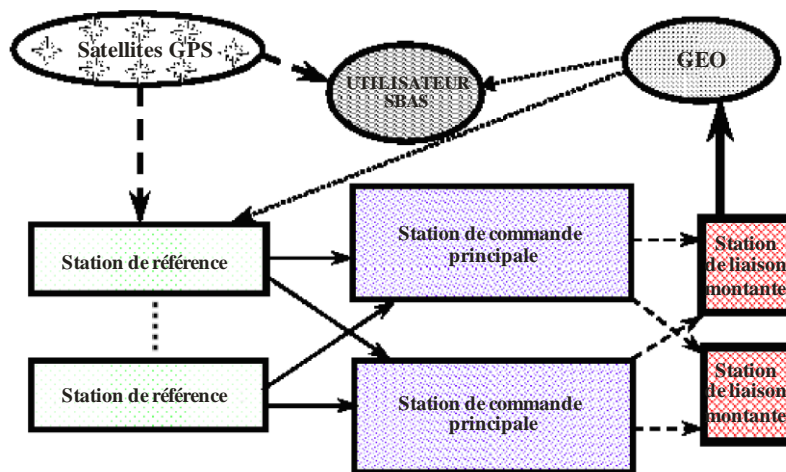 Satellites GPS
UTILISATEUR
SBAS
GEO
Station de référence
Station de commande
principale
Station
de liaison
montante
Station de référence
Station de commande
principale
Station
de liaison
montante